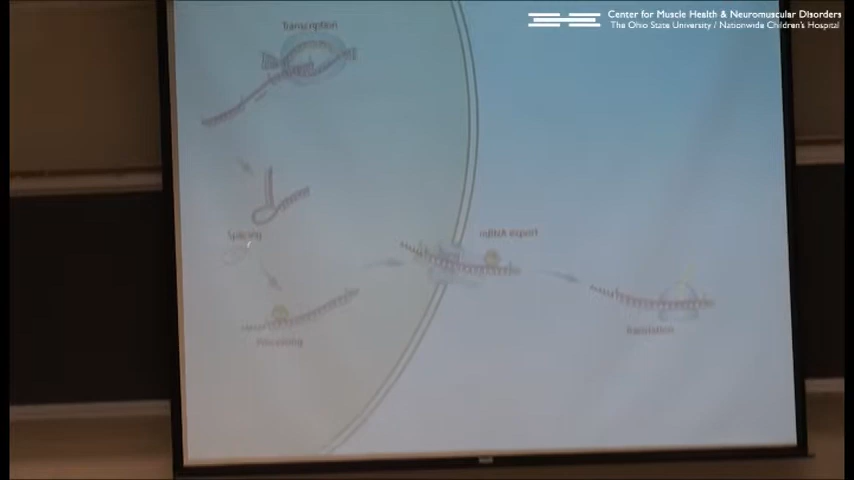 Center for Muscle Health & Neuromuscular Disorders
The Ohio State University / Nationwide Children's Hospital
Transcription
Splicing
mRNA export
Processing
Translation